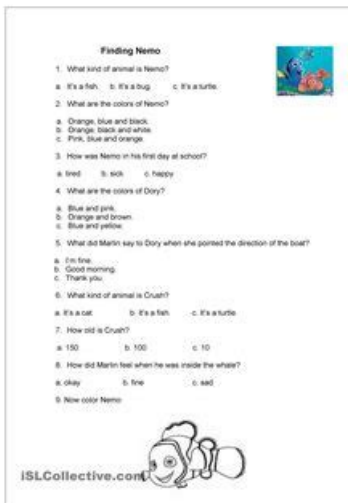 Finding Nemo
1. What kind of animal is Nemo?
a. It's a fish. b. It's a bug. c. It's a turtle.
2. What are the colors of Nemo?
a. Orange, blue and black.
b. Orange, black and white.
c. Pink, blue and orange.
3. How was Nemo in his first day at school?
a. tired b. sick c. happy
4. What are the colors of Dory?
a. Blue and pink.
b. Orange and brown
c. Blue and yellow.
5. What did Marlin say to Dory when she pointed the direction of the boat?
a. I'm fine.
b. Good morning.
c. Thank you.
6. What kind of animal is Crush?
a. It's a cat b. It's a fish c. It's a turtle
7. How old is Crush?
a. 150 b. 100 c. 10
8. How did Marlin feel when he was inside the whale?
a. okay b. fine c. sad
9. Now color Nemo
iSLCollective.com